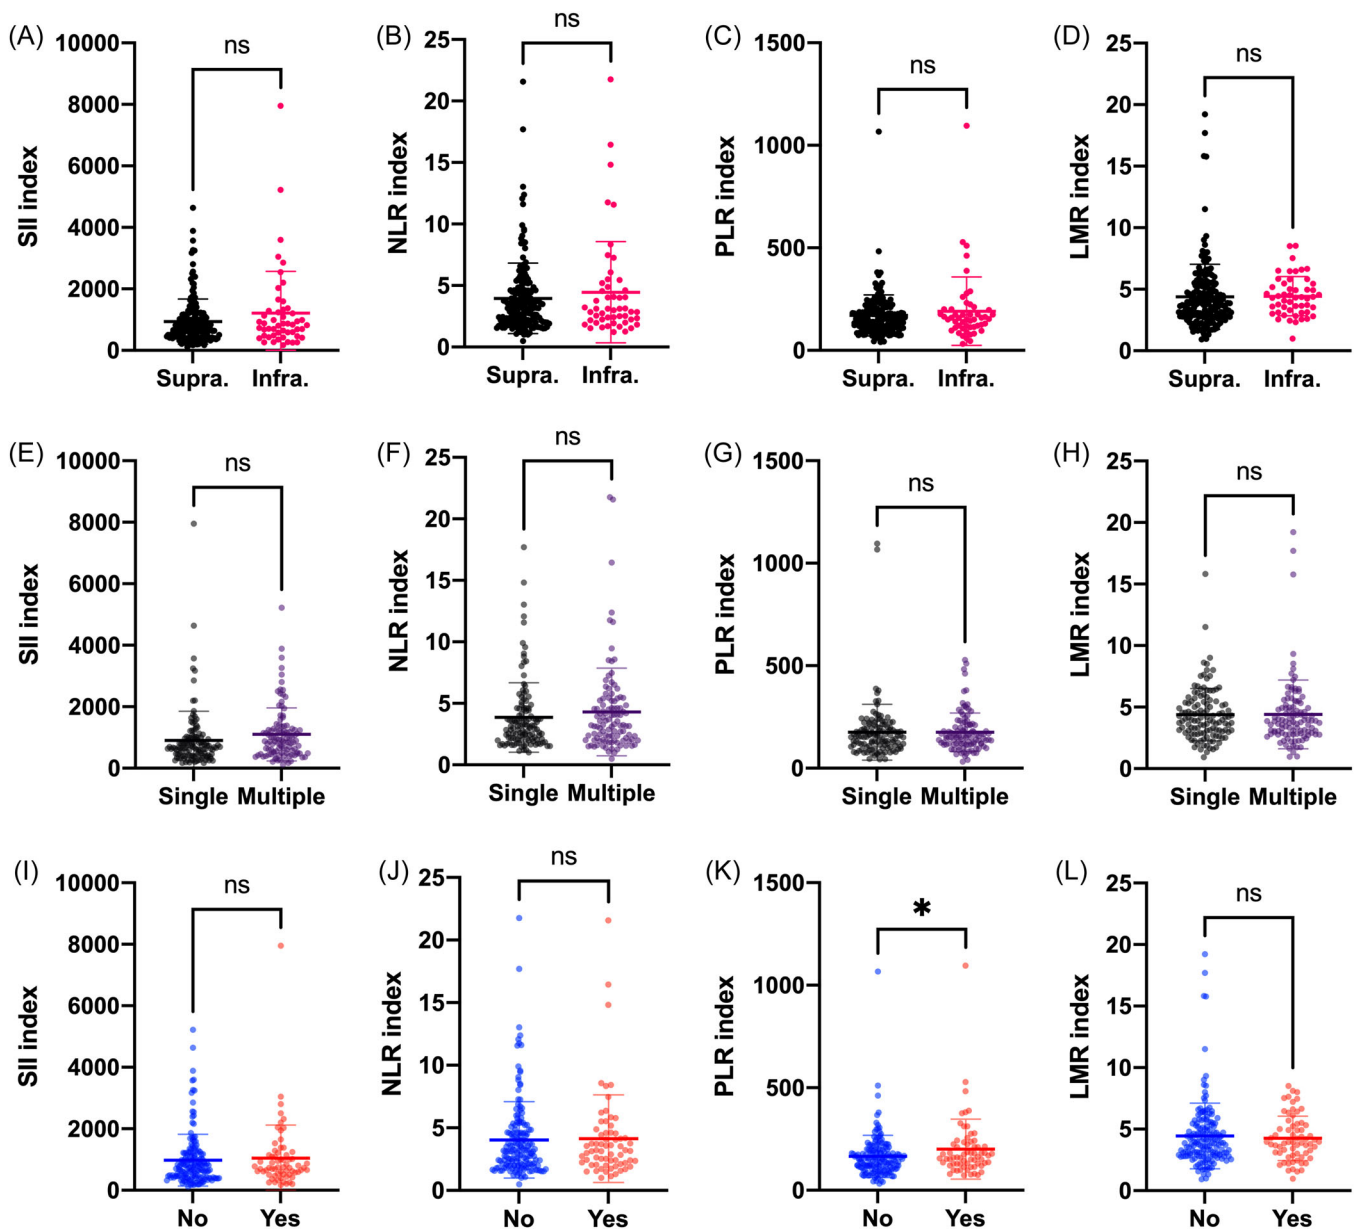 (A) 10000 8000 6000 4000 2000 0 SII index ns Supra. Infra.
(B) 25 20 15 10 5 0 NLR index ns Supra. Infra.
(C) 1500 1000 500 0 PLR index ns Supra. Infra.
(D) 25 20 15 10 5 0 LMR index ns Supra. Infra.
(E) 10000 8000 6000 4000 2000 0 SII index ns Single Multiple
(F) 25 20 15 10 5 0 NLR index ns Single Multiple
(G) 1500 1000 500 0 PLR index ns Single Multiple
(H) 25 20 15 10 5 0 LMR index ns Single Multiple
(I) 10000 8000 6000 4000 2000 0 SII index ns No Yes
(J) 25 20 15 10 5 0 NLR index ns No Yes
(K) 1500 1000 500 0 PLR index * No Yes
(L) 25 20 15 10 5 0 LMR index ns No Yes